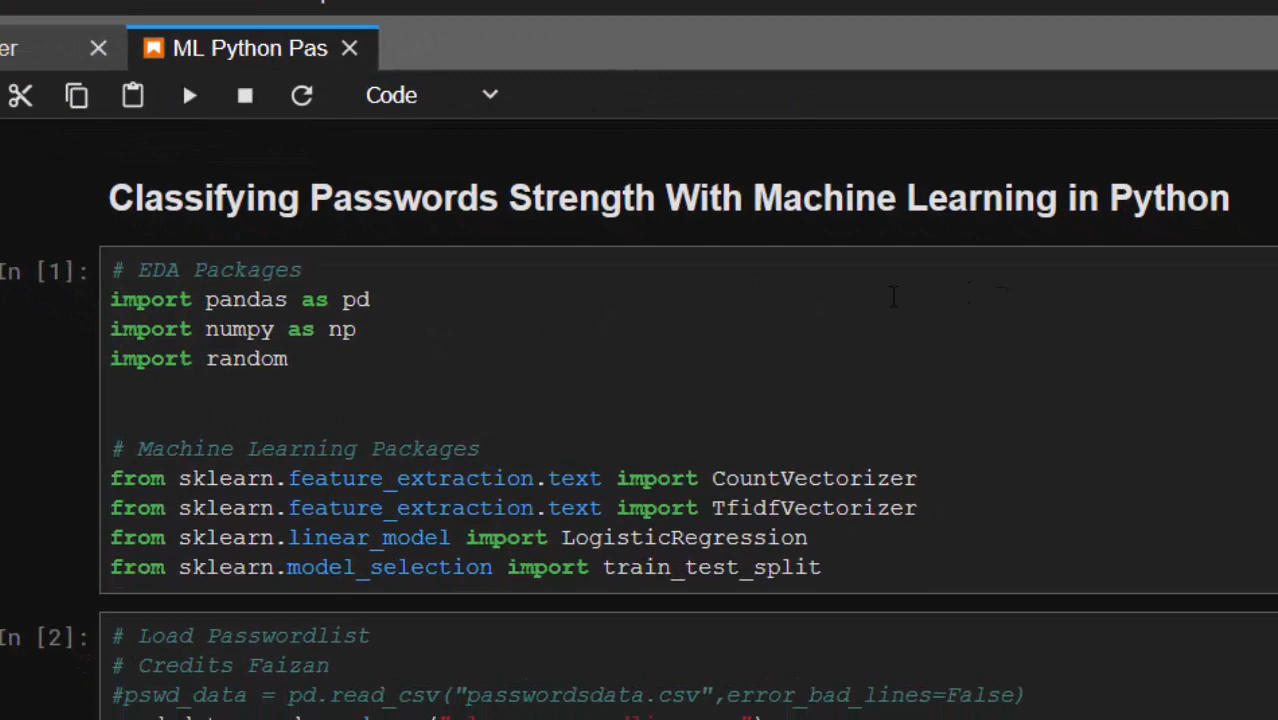 er
ML Python Pas
Code
Classifying Passwords Strength With Machine Learning in Python
In [1]:
# EDA Packages
import pandas as pd
import numpy as np
import random
# Machine Learning Packages
from sklearn.feature_extraction.text import CountVectorizer
from sklearn.feature_extraction.text import TfidfVectorizer
from sklearn.linear_model import LogisticRegression
from sklearn.model_selection import train_test_split
In [2]:
# Load Passwordlist
# Credits Faizan
#pswd_data = pd.read_csv("passwordsdata.csv",error_bad_lines=False)